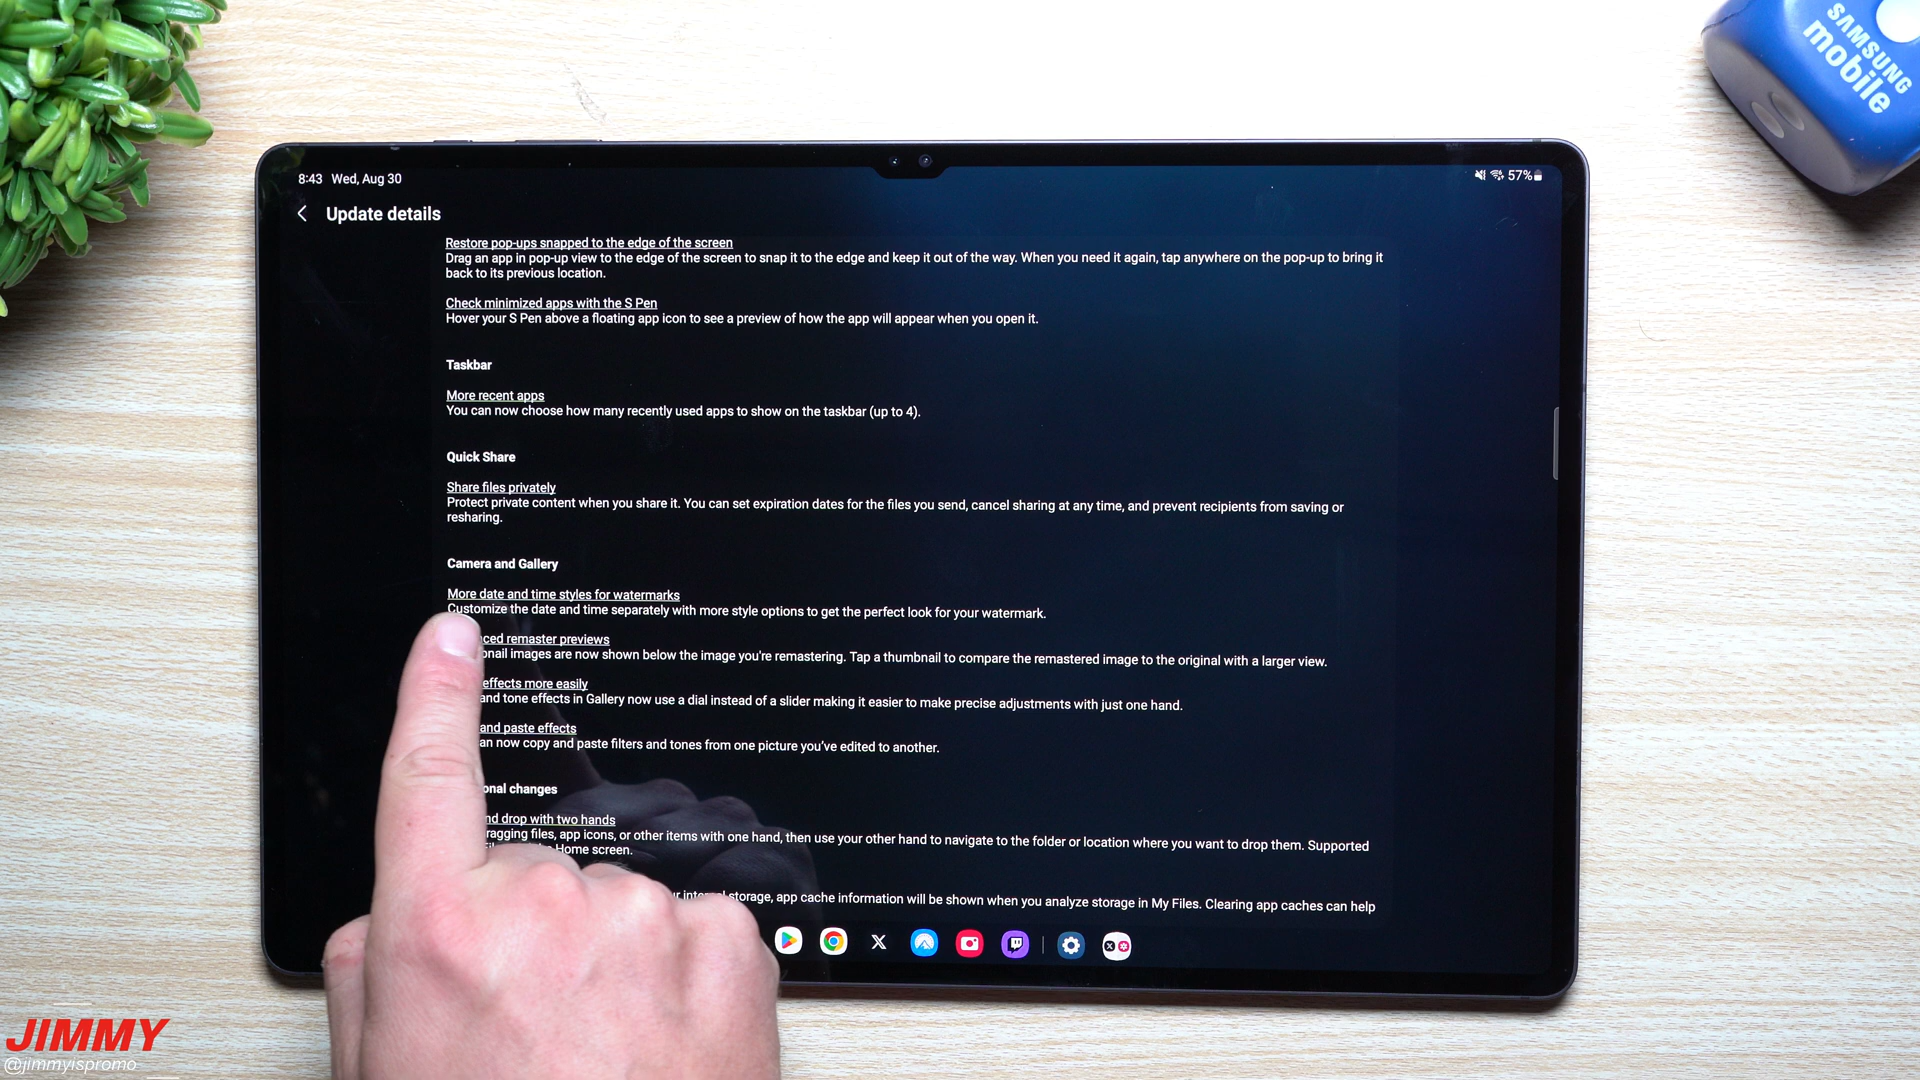 SAMSUNG
mobile
8:43 Wed, Aug 30
57%
Update details
Restore pop-ups snapped to the edge of the screen
Drag an app in pop-up view to the edge of the screen to snap it to the edge and keep it out of the way. When you need it again, tap anywhere on the pop-up to bring it
back to its previous location.
Check minimized apps with the S Pen
Hover your S Pen above a floating app icon to see a preview of how the app will appear when you open it.
Taskbar
More recent apps
You can now choose how many recently used apps to show on the taskbar (up to 4).
Quick Share
Share files privately
Protect private content when you share it. You can set expiration dates for the files you send, cancel sharing at any time, and prevent recipients from saving or
resharing.
Camera and Gallery
More date and time styles for watermarks
Customize the date and time separately with more style options to get the perfect look for your watermark.
remaster previews
images are now shown below the image you're remastering. Tap a thumbnail to compare the remastered image to the original with a larger view.
effects more easily
and tone effects in Gallery now use a dial instead of a slider making it easier to make precise adjustments with just one hand.
and paste effects
now copy and paste filters and tones from one picture you've edited to another.
changes
drop with two hands
files, app icons, or other items with one hand, then use your other hand to navigate to the folder or location where you want to drop them. Supported
Home screen.
internal storage, app cache information will be shown when you analyze storage in My Files. Clearing app caches can help
JIMMY
@jimmyispromo